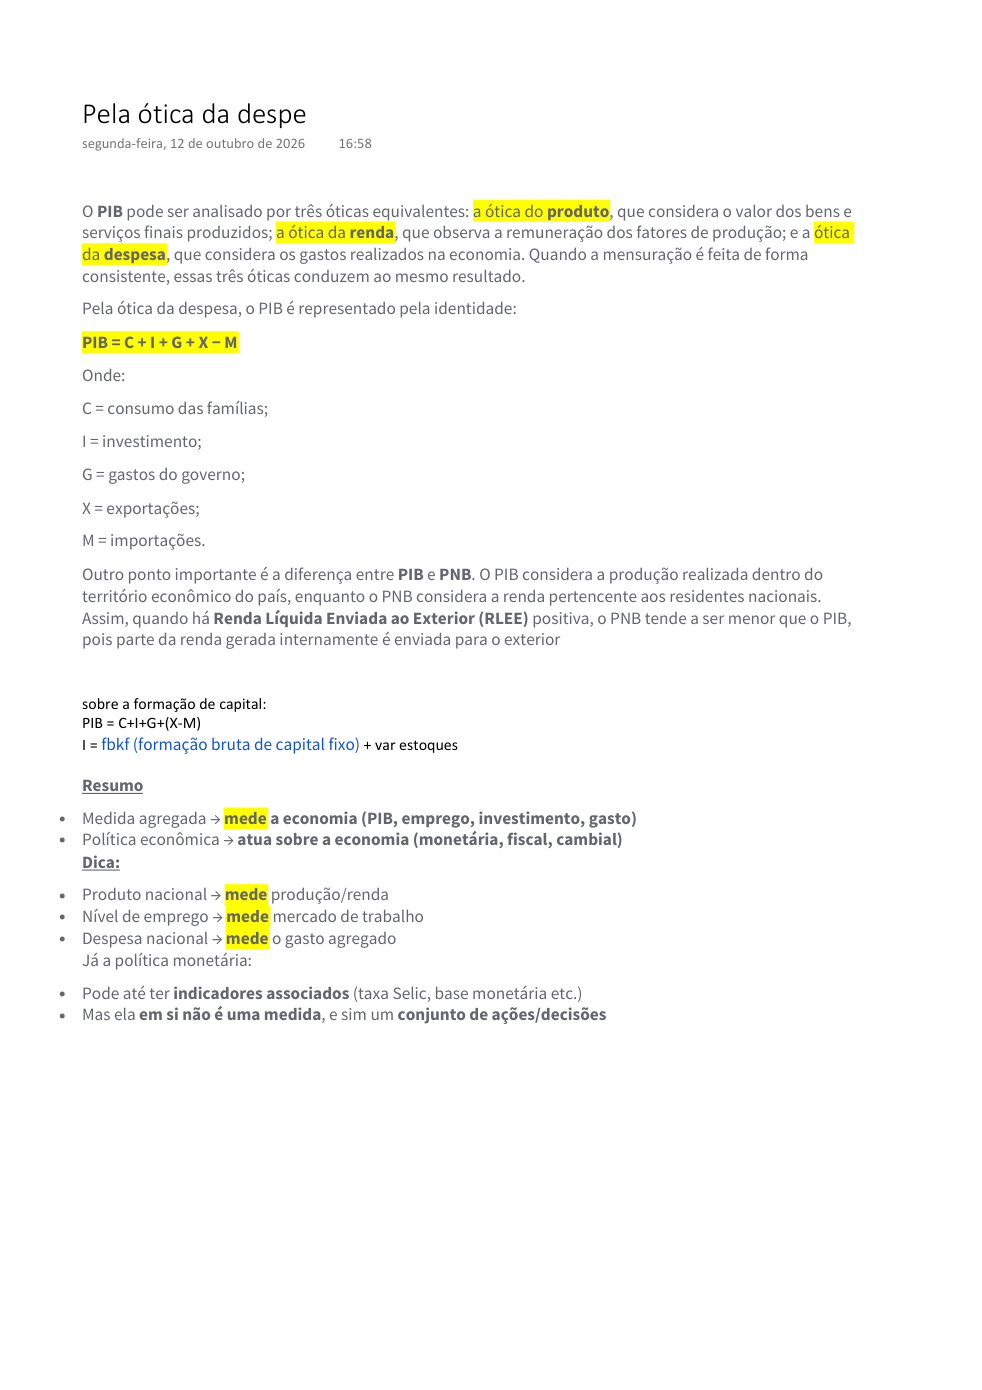 Pela ótica da despe
segunda-feira, 12 de outubro de 2026 16:58
O PIB pode ser analisado por três óticas equivalentes: a ótica do produto, que considera o valor dos bens e
serviços finais produzidos; a ótica da renda, que observa a remuneração dos fatores de produção; e a ótica
da despesa, que considera os gastos realizados na economia. Quando a mensuração é feita de forma
consistente, essas três óticas conduzem ao mesmo resultado.
Pela ótica da despesa, o PIB é representado pela identidade:
PIB = C + I + G + X − M
Onde:
C = consumo das famílias;
I = investimento;
G = gastos do governo;
X = exportações;
M = importações.
Outro ponto importante é a diferença entre PIB e PNB. O PIB considera a produção realizada dentro do
território econômico do país, enquanto o PNB considera a renda pertencente aos residentes nacionais.
Assim, quando há Renda Líquida Enviada ao Exterior (RLEE) positiva, o PNB tende a ser menor que o PIB,
pois parte da renda gerada internamente é enviada para o exterior
sobre a formação de capital:
PIB = C+I+G+(X-M)
I = fbkf (formação bruta de capital fixo) + var estoques
Resumo
• Medida agregada → mede a economia (PIB, emprego, investimento, gasto)
• Política econômica → atua sobre a economia (monetária, fiscal, cambial)
Dica:
• Produto nacional → mede produção/renda
• Nível de emprego → mede mercado de trabalho
• Despesa nacional → mede o gasto agregado
Já a política monetária:
• Pode até ter indicadores associados (taxa Selic, base monetária etc.)
• Mas ela em si não é uma medida, e sim um conjunto de ações/decisões